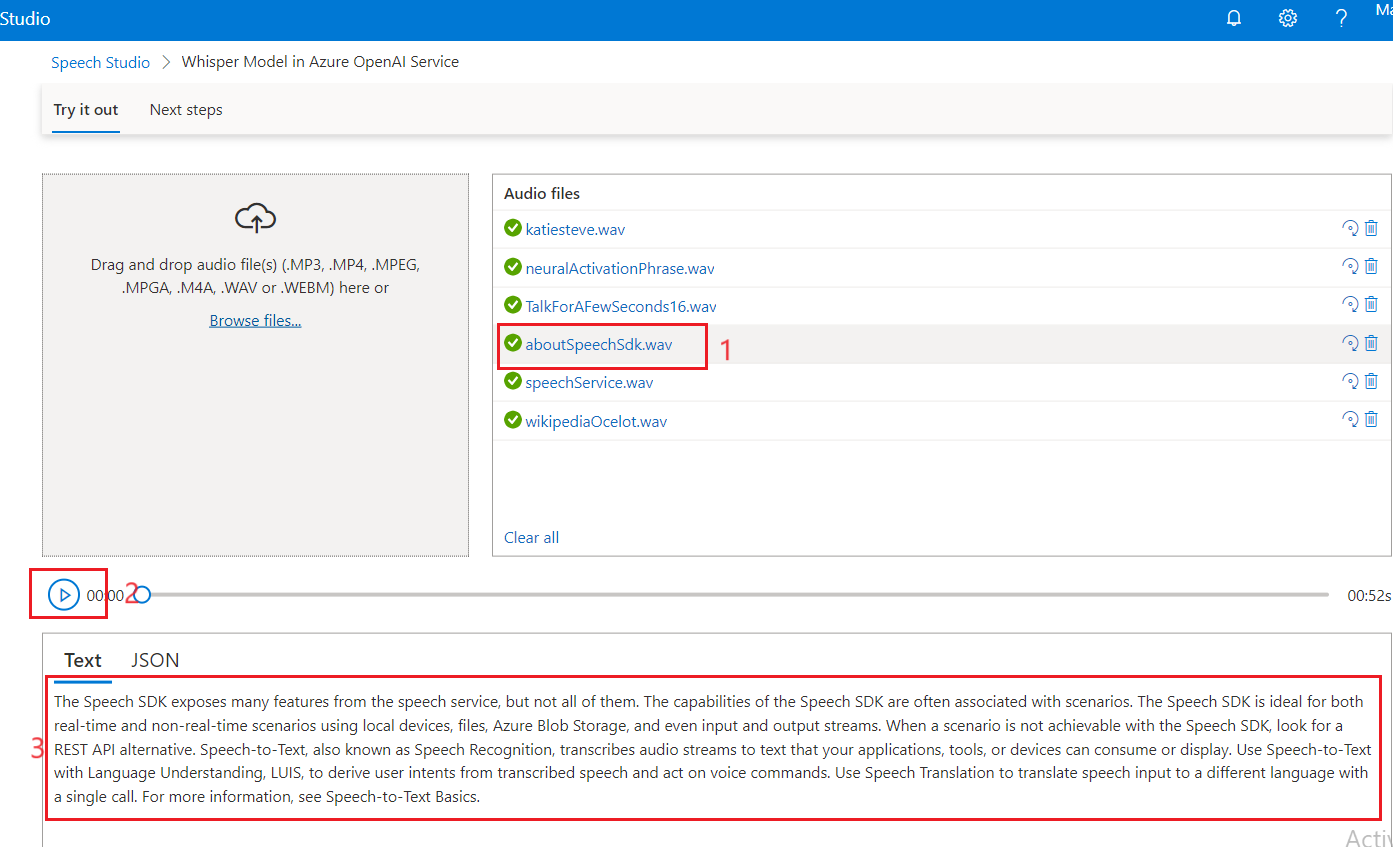 Studio
?
Speech Studio > Whisper Model in Azure OpenAI Service
Try it out Next steps
Drag and drop audio file(s) (.MP3, .MP4, .MPEG,
.MPGA, .M4A, .WAV or .WEBM) here or
Browse files...
Audio files
katiesteve.wav
neuralActivationPhrase.wav
TalkForAFewSeconds16.wav
aboutSpeechSdk.wav 1
speechService.wav
wikipediaOcelot.wav
Clear all
00:00 2 00:52s
Text JSON
The Speech SDK exposes many features from the speech service, but not all of them. The capabilities of the Speech SDK are often associated with scenarios. The Speech SDK is ideal for both
real-time and non-real-time scenarios using local devices, files, Azure Blob Storage, and even input and output streams. When a scenario is not achievable with the Speech SDK, look for a
3 REST API alternative. Speech-to-Text, also known as Speech Recognition, transcribes audio streams to text that your applications, tools, or devices can consume or display. Use Speech-to-Text
with Language Understanding, LUIS, to derive user intents from transcribed speech and act on voice commands. Use Speech Translation to translate speech input to a different language with
a single call. For more information, see Speech-to-Text Basics.